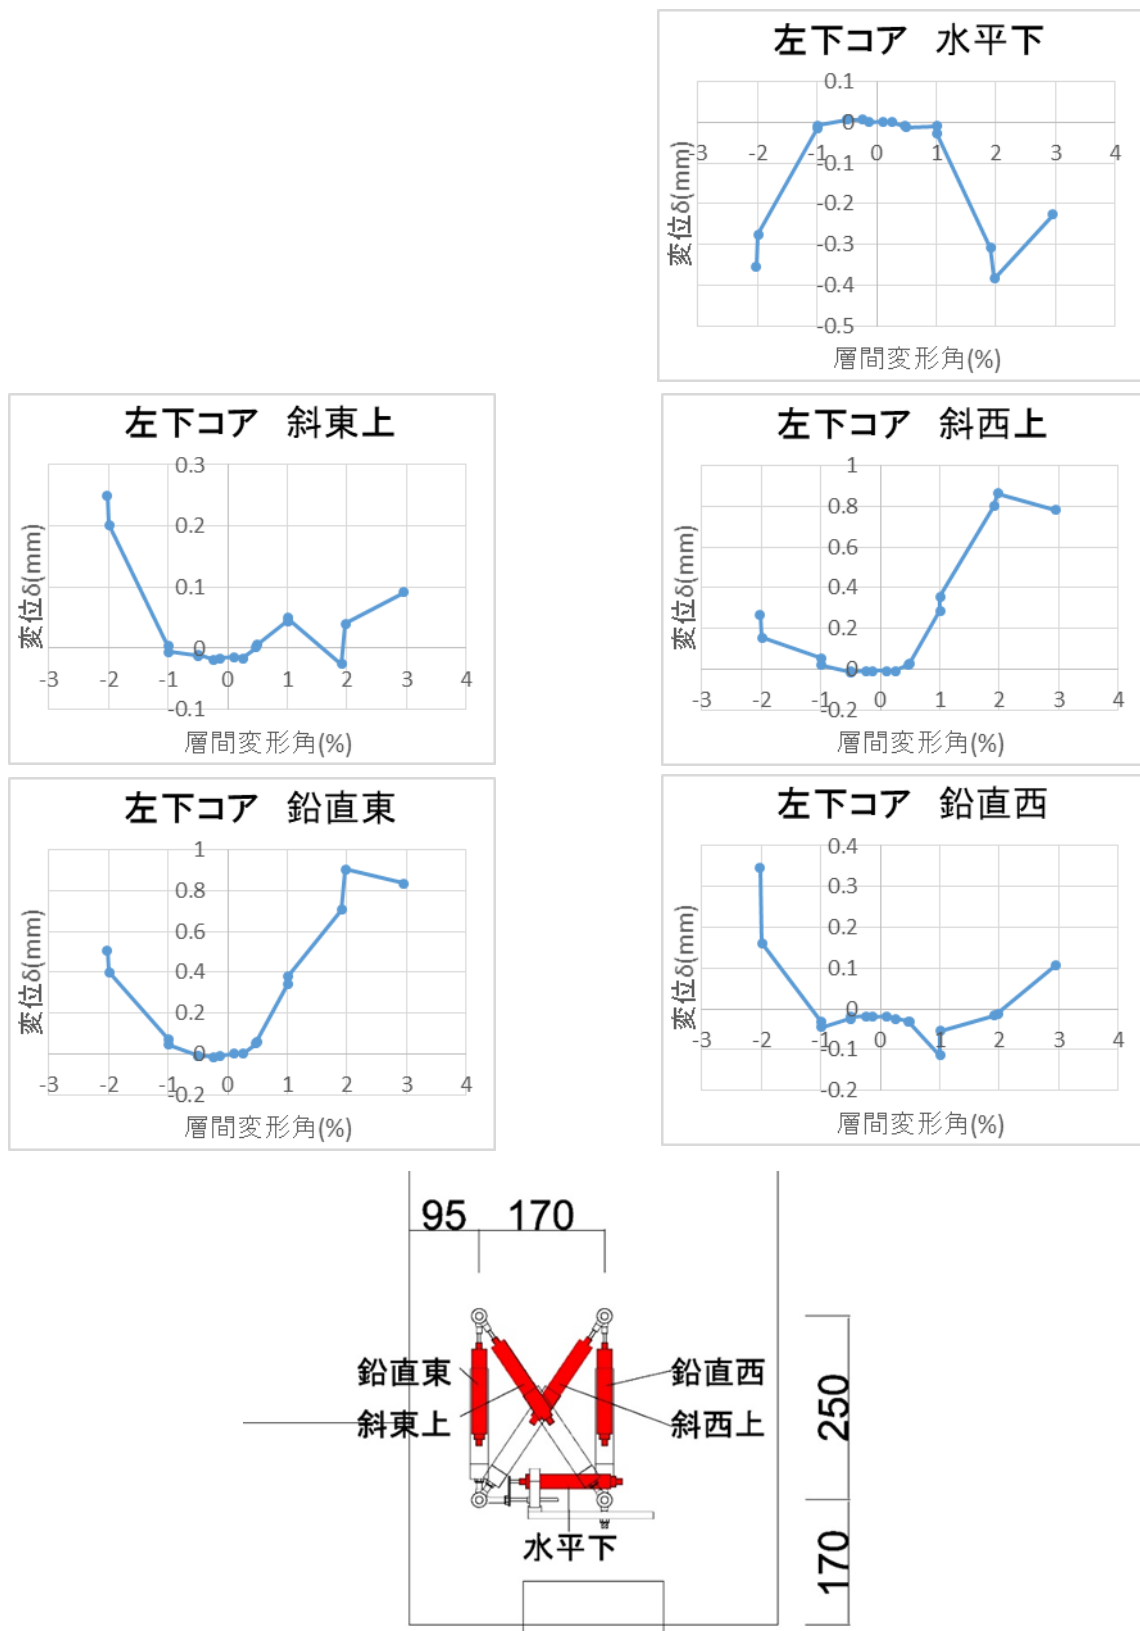 左下コア　水平下
0.1
0
-0.1
-0.2
-0.3
-0.4
-0.5
-3 -2 -1 0 1 2 3 4
変位δ(mm)
層間変形角(%)
左下コア　斜東上
0.3
0.2
0.1
0
-0.1
-3 -2 -1 0 1 2 3 4
変位δ(mm)
層間変形角(%)
左下コア　斜西上
1
0.8
0.6
0.4
0.2
0
-0.2
-3 -2 -1 0 1 2 3 4
変位δ(mm)
層間変形角(%)
左下コア　鉛直東
1
0.8
0.6
0.4
0.2
0
-0.2
-3 -2 -1 0 1 2 3 4
変位δ(mm)
層間変形角(%)
左下コア　鉛直西
0.4
0.3
0.2
0.1
0
-0.1
-0.2
-3 -2 -1 0 1 2 3 4
変位δ(mm)
層間変形角(%)
95 170
鉛直東 鉛直西
斜東上 斜西上
水平下
250
170